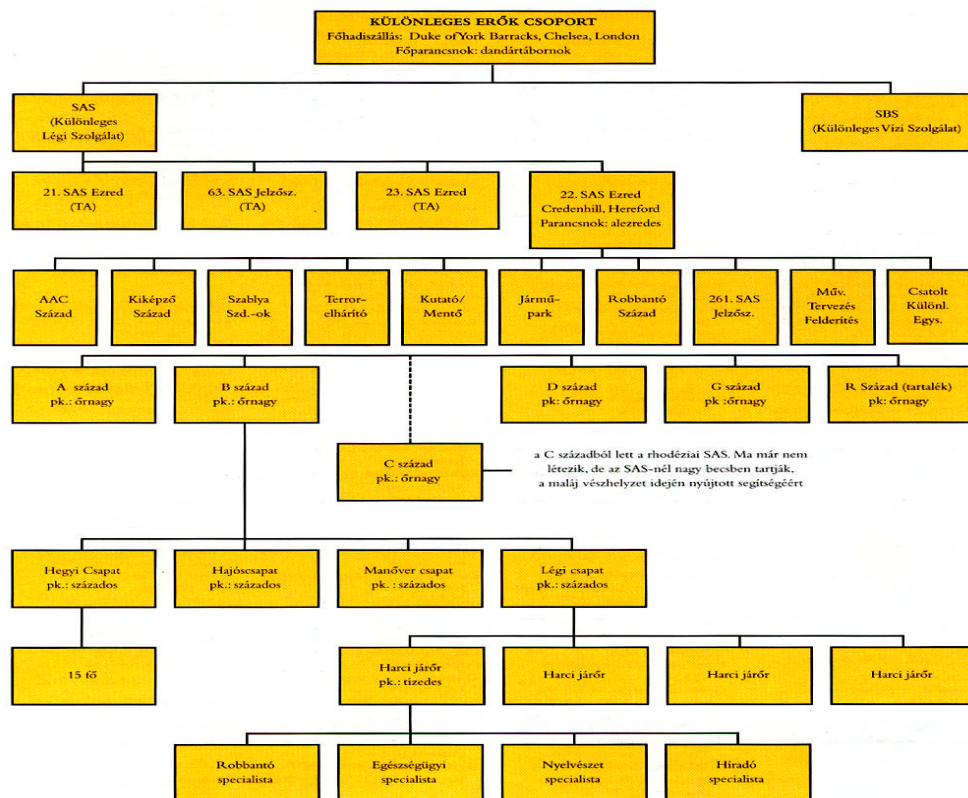 KÜLÖNLEGES ERŐK CSOPORT
Főhadiszállás: Duke of York Barracks, Chelsea, London
Főparancsnok: dandártábornok
SAS
(Különleges
Légi Szolgálat)
SBS
(Különleges Vízi Szolgálat)
21. SAS Ezred
(TA)
63. SAS Jelzősz.
(TA)
23. SAS Ezred
(TA)
22. SAS Ezred
Credenhill, Hereford
Parancsnok: alezredes
AAC
Század
Kiképző
Század
Szablya
Szd.-ok
Terror-
elhárító
Kutató/
Mentő
Jármű-
park
Robbantó
Század
261. SAS
Jelzősz.
Műv.
Tervezés
Felderítés
Csatolt
Különl.
Egys.
A század
pk.: őrnagy
B század
pk.: őrnagy
D század
pk: őrnagy
G század
pk :őrnagy
R Század (tartalék)
pk: őrnagy
C század
pk.: őrnagy
a C századból lett a rhodéziai SAS. Ma már nem
létezik, de az SAS-nél nagy becsben tartják,
a maláj vészhelyzet idején nyújtott segítségéért
Hegyi Csapat
pk.: százados
Hajóscsapat
pk.: százados
Manőver csapat
pk. : százados
Légi csapat
pk.: százados
15 fő
Harci járőr
pk.: tizedes
Harci járőr
Harci járőr
Harci járőr
Robbantó
specialista
Egészségügyi
specialista
Nyelvészet
specialista
Híradó
specialista